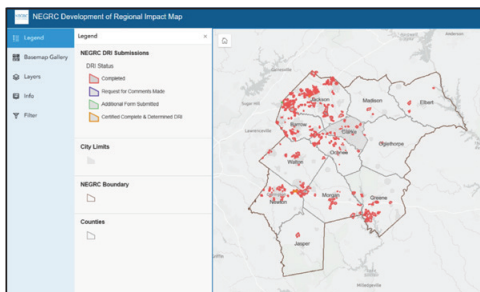 NEGRC Development of Regional Impact Map
Legend
Basemap Gallery
Layers
Info
Filter
Legend ×
NEGRC DRI Submissions
DRI Status
Completed
Request for Comments Made
Additional Form Submitted
Certified Complete & Determined DRI
City Limits
NEGRC Boundary
Counties
Jackson
Madison
Elbert
Barrow
Clarke
Oglethorpe
Oconee
Walton
Newton
Morgan
Greene
Jasper
Milledgeville